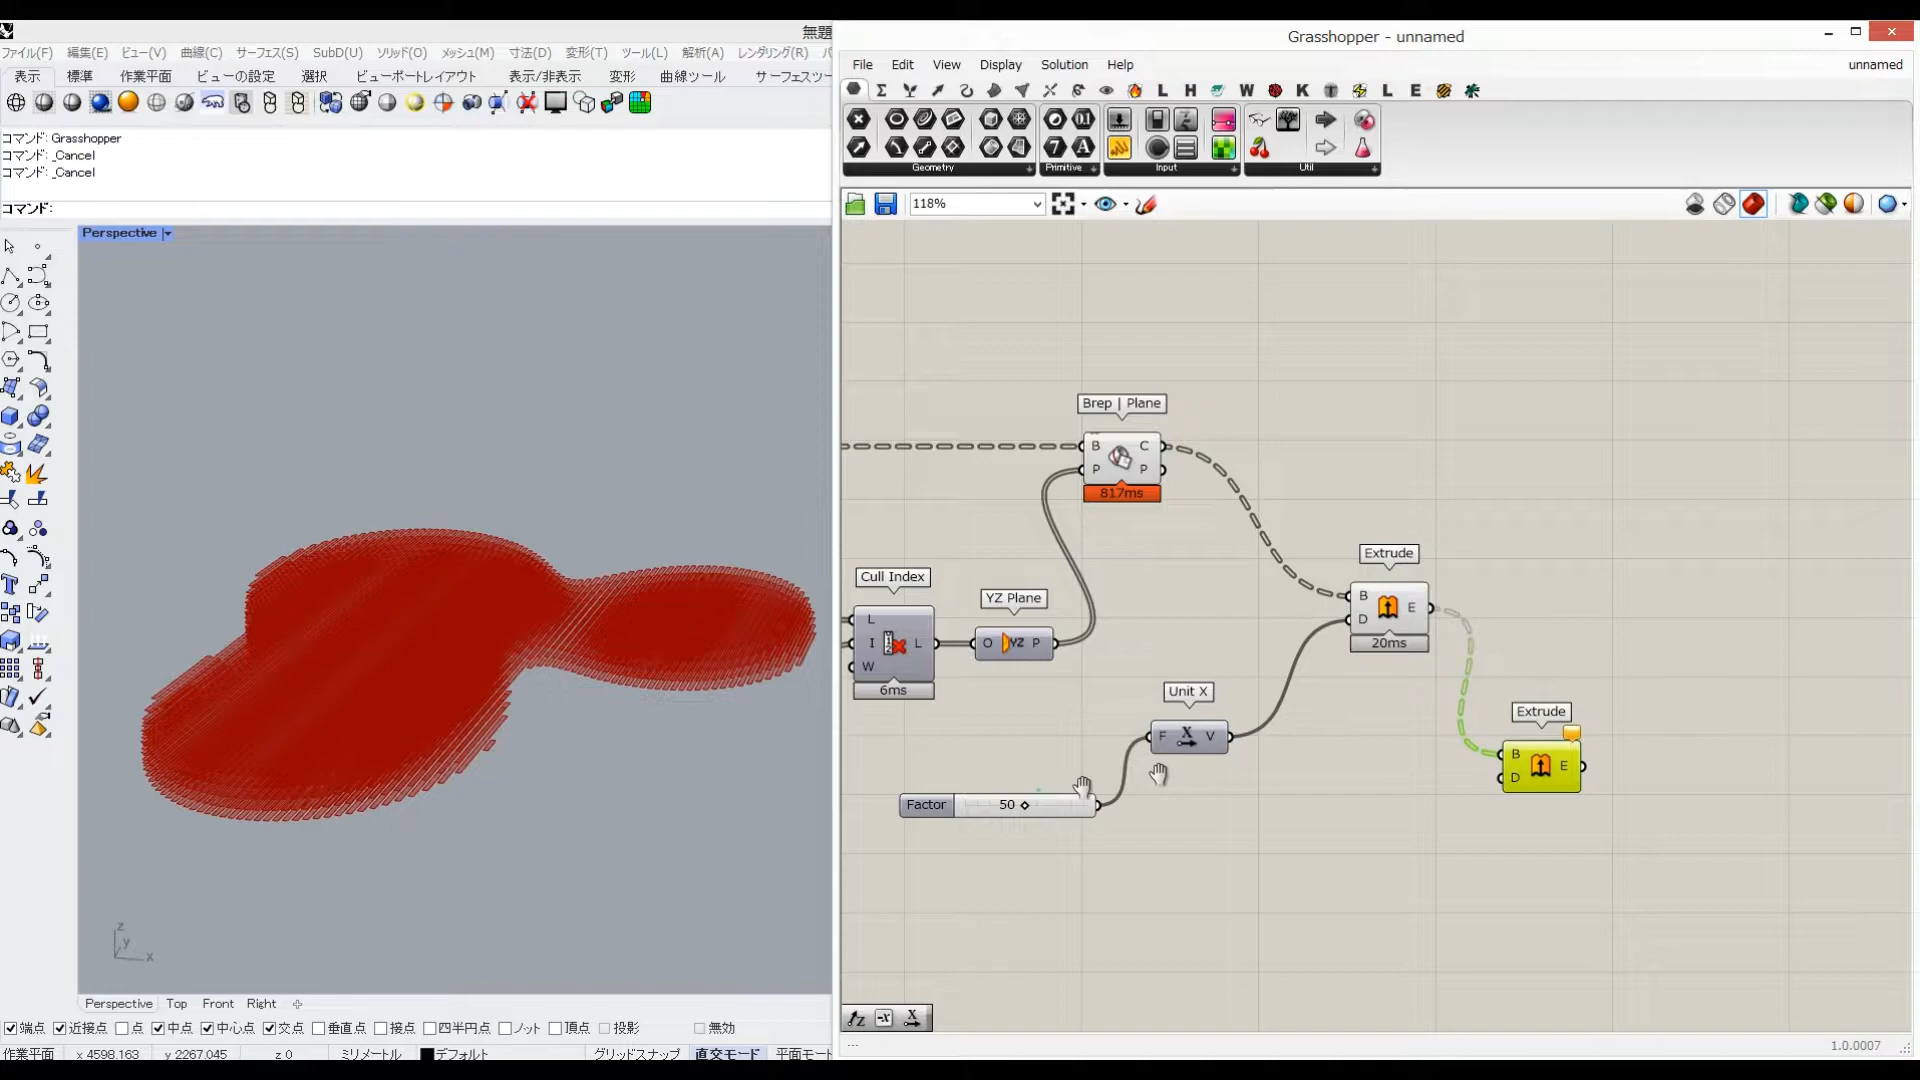 無題
ファイル(F) 編集(E) ビュー(V) 曲線(C) サーフェス(S) SubD(U) ソリッド(O) メッシュ(M) 寸法(D) 変形(T) ツール(L) 解析(A) レンダリング(R)
表示 標準 作業平面 ビューの設定 選択 ビューポートレイアウト 表示/非表示 変形 曲線ツール サーフェスツー
コマンド: Grasshopper
コマンド: _Cancel
コマンド: _Cancel
コマンド:
Perspective
z
y
x
Perspective Top Front Right
端点 近接点 点 中点 中心点 交点 垂直点 接点 四半円点 ノット 頂点 投影 無効
作業平面 x 4598.163 y 2267.045 z 0 ミリメートル デフォルト グリッドスナップ 直交モード 平面モー
Grasshopper - unnamed
File Edit View Display Solution Help unnamed
L H W K L E
Geometry Primitive Input Util
118%
Brep | Plane
B C
P P
817ms
Cull Index
L
I L
W
6ms
YZ Plane
O YZ P
Extrude
B E
D
20ms
Unit X
F X V
Factor 50
Extrude
B E
D
1.0.0007